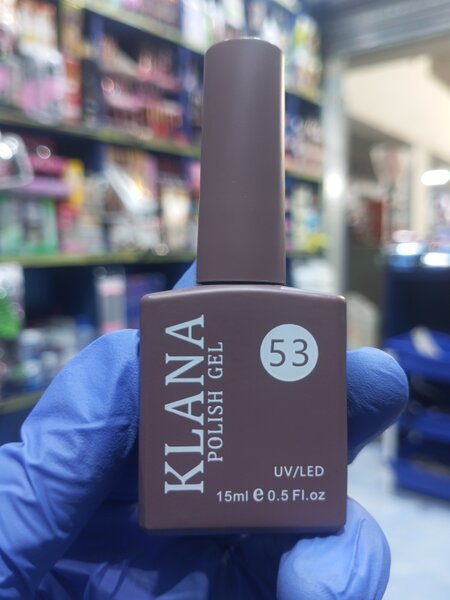 KLANA
POLISH GEL
53
UV/LED
15ml e 0.5 Fl.oz